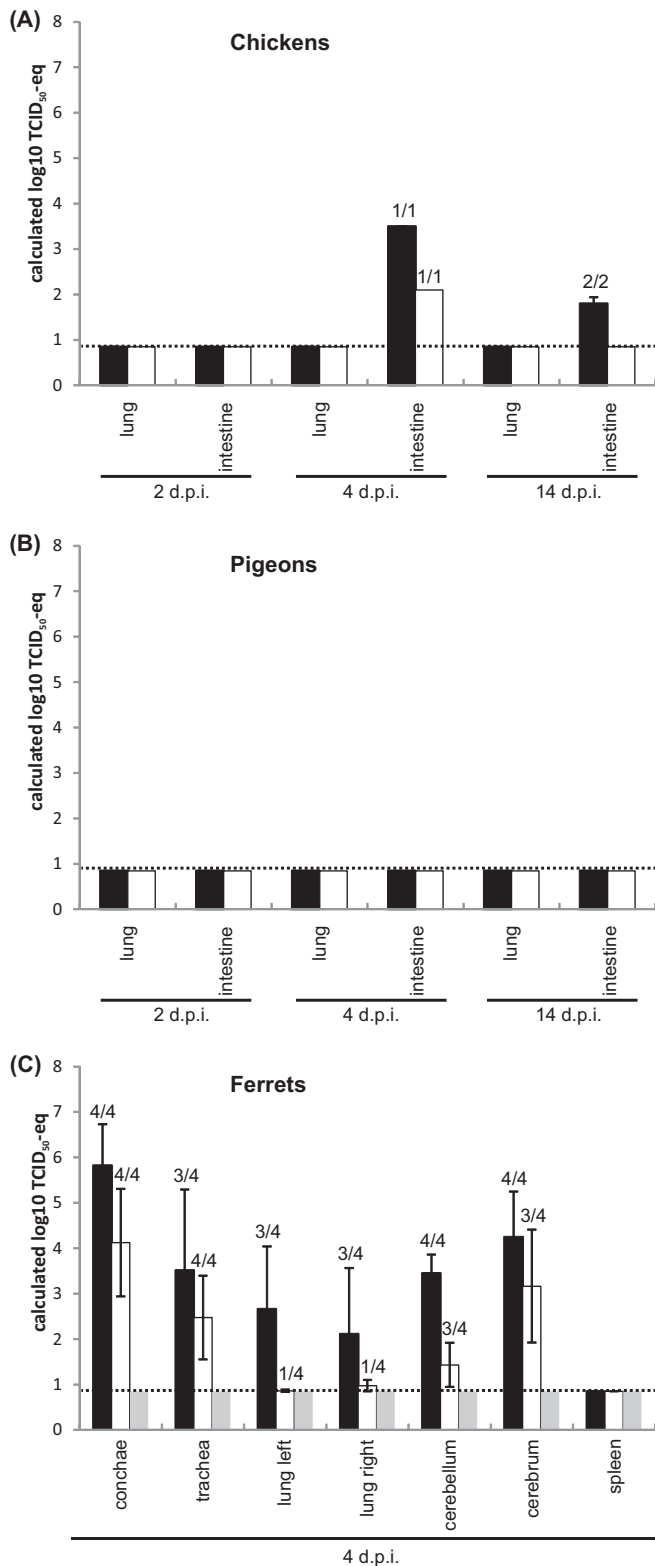 (A)
Chickens
calculated log10 TCID50-eq
8
7
6
5
4
3
2
1
0
1/1
1/1
2/2
lung
intestine
lung
intestine
lung
intestine
2 d.p.i.
4 d.p.i.
14 d.p.i.
(B)
Pigeons
calculated log10 TCID50-eq
8
7
6
5
4
3
2
1
0
lung
intestine
lung
intestine
lung
intestine
2 d.p.i.
4 d.p.i.
14 d.p.i.
(C)
Ferrets
calculated log10 TCID50-eq
8
7
6
5
4
3
2
1
0
4/4
4/4
3/4
4/4
3/4
1/4
3/4
1/4
4/4
3/4
4/4
3/4
conchae
trachea
lung left
lung right
cerebellum
cerebrum
spleen
4 d.p.i.